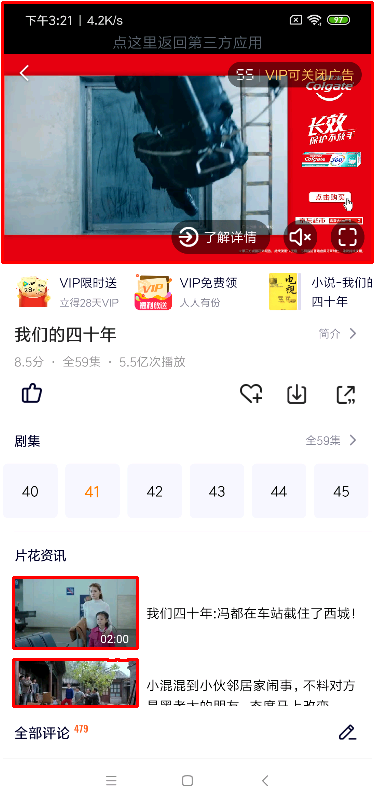 下午3:21 | 4.2K/s
97
点这里返回第三方应用
55 | VIP可关闭广告
Colgate
长效
保护不放手
Colgate 360
点击购买
了解详情
VIP限时送
立得28天VIP
VIP
VIP免费领
人人有份
小说-我们的
四十年
我们的四十年
简介
8.5分 · 全59集 · 5.5亿次播放
剧集
全59集
40
41
42
43
44
45
片花资讯
02:00
我们四十年:冯都在车站截住了西城!
小混混到小伙邻居家闹事，不料对方
是黑老大的朋友，态度马上改变
全部评论 479